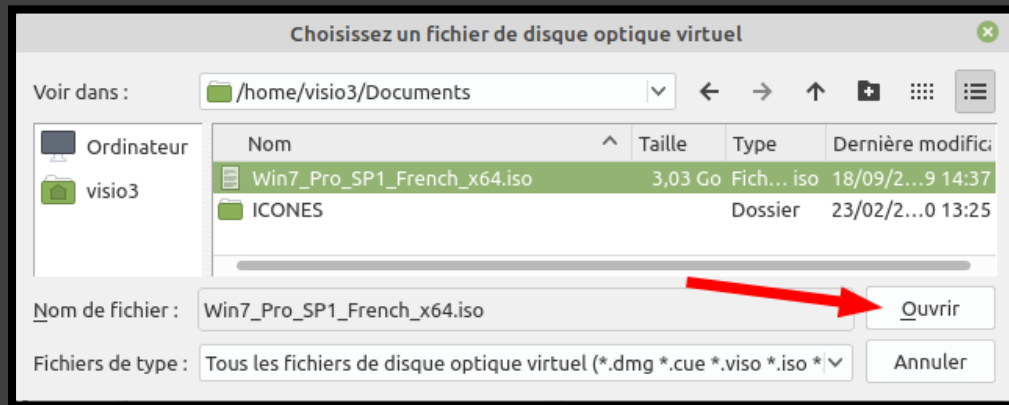 Choisissez un fichier de disque optique virtuel
Voir dans : /home/visio3/Documents
Ordinateur
visio3
Nom Taille Type Dernière modifica
Win7_Pro_SP1_French_x64.iso 3,03 Go Fich… iso 18/09/2…9 14:37
ICONES Dossier 23/02/2…0 13:25
Nom de fichier : Win7_Pro_SP1_French_x64.iso Ouvrir
Fichiers de type : Tous les fichiers de disque optique virtuel (*.dmg *.cue *.viso *.iso * Annuler